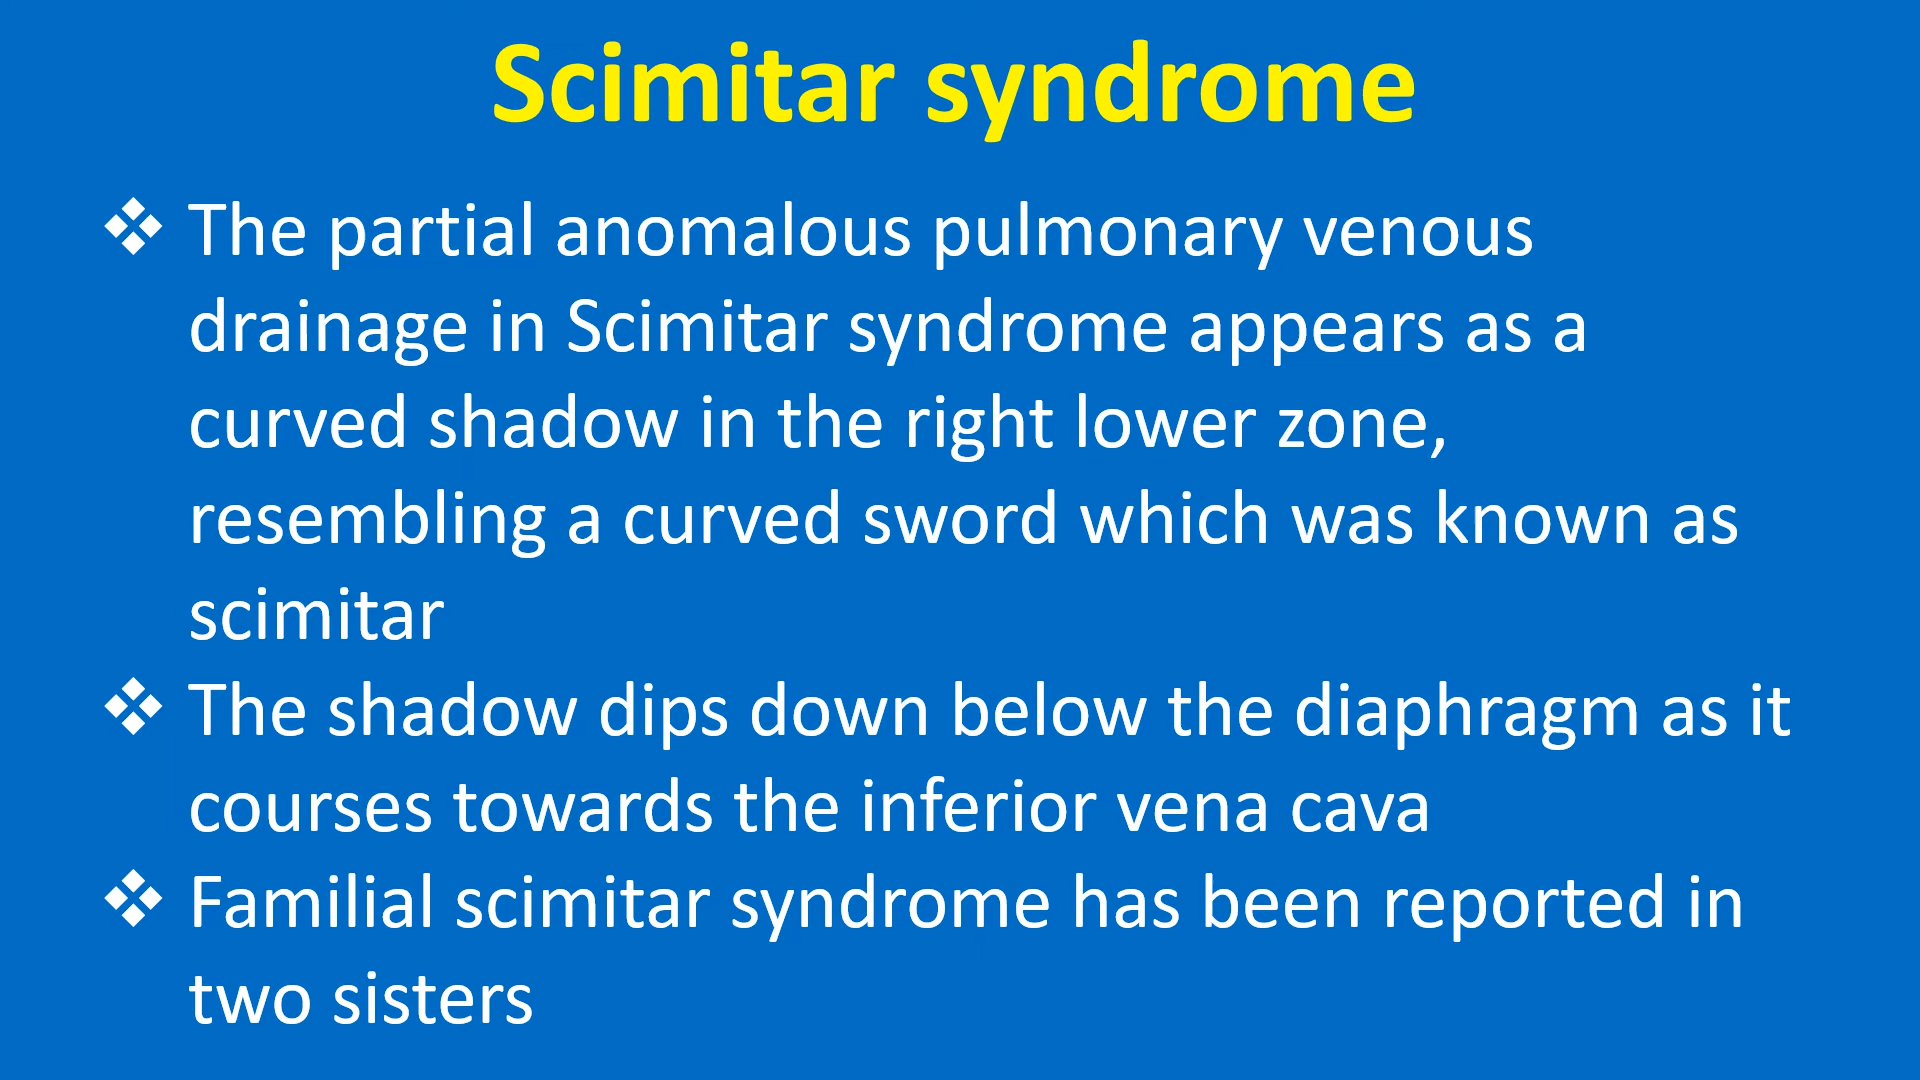 Scimitar syndrome
❖ The partial anomalous pulmonary venous
drainage in Scimitar syndrome appears as a
curved shadow in the right lower zone,
resembling a curved sword which was known as
scimitar
❖ The shadow dips down below the diaphragm as it
courses towards the inferior vena cava
❖ Familial scimitar syndrome has been reported in
two sisters